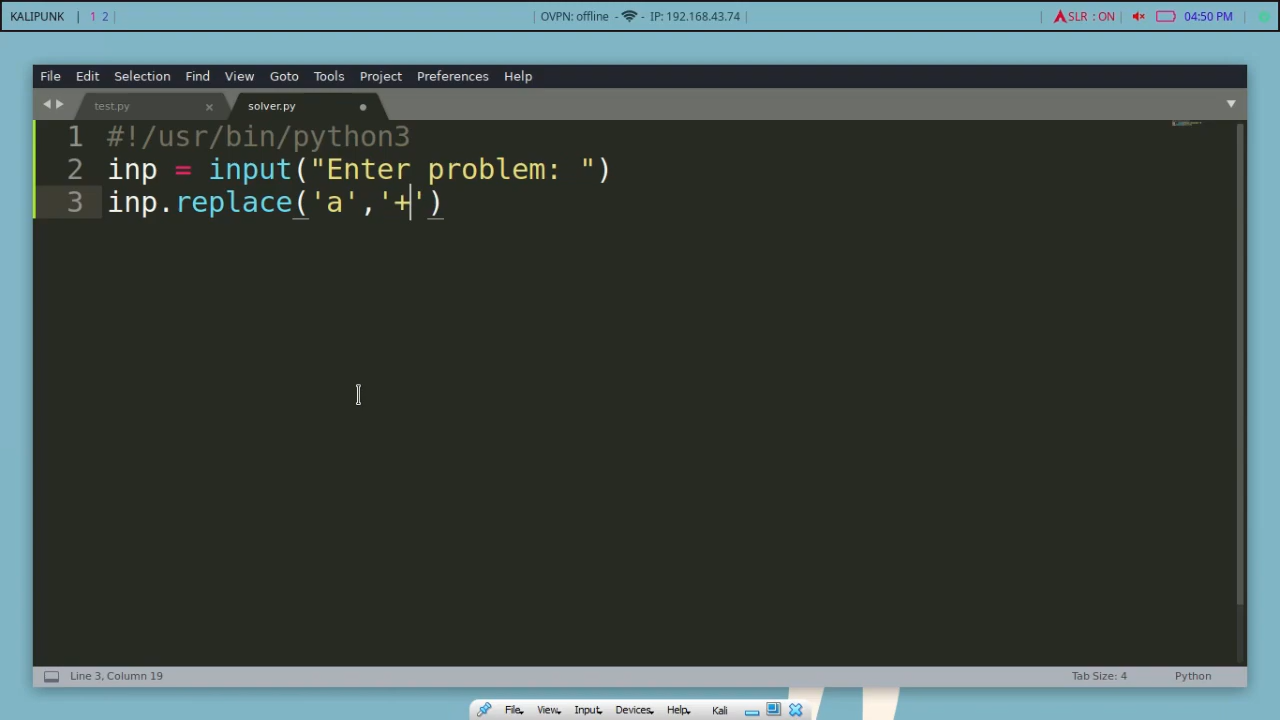 KALIPUNK | 1 2 | OVPN: offline - - IP: 192.168.43.74 | | SLR : ON | | 04:50 PM |
File Edit Selection Find View Goto Tools Project Preferences Help
test.py solver.py
1 #!/usr/bin/python3
2 inp = input("Enter problem: ")
3 inp.replace('a','+')
Line 3, Column 19 Tab Size: 4 Python
File View Input Devices Help Kali